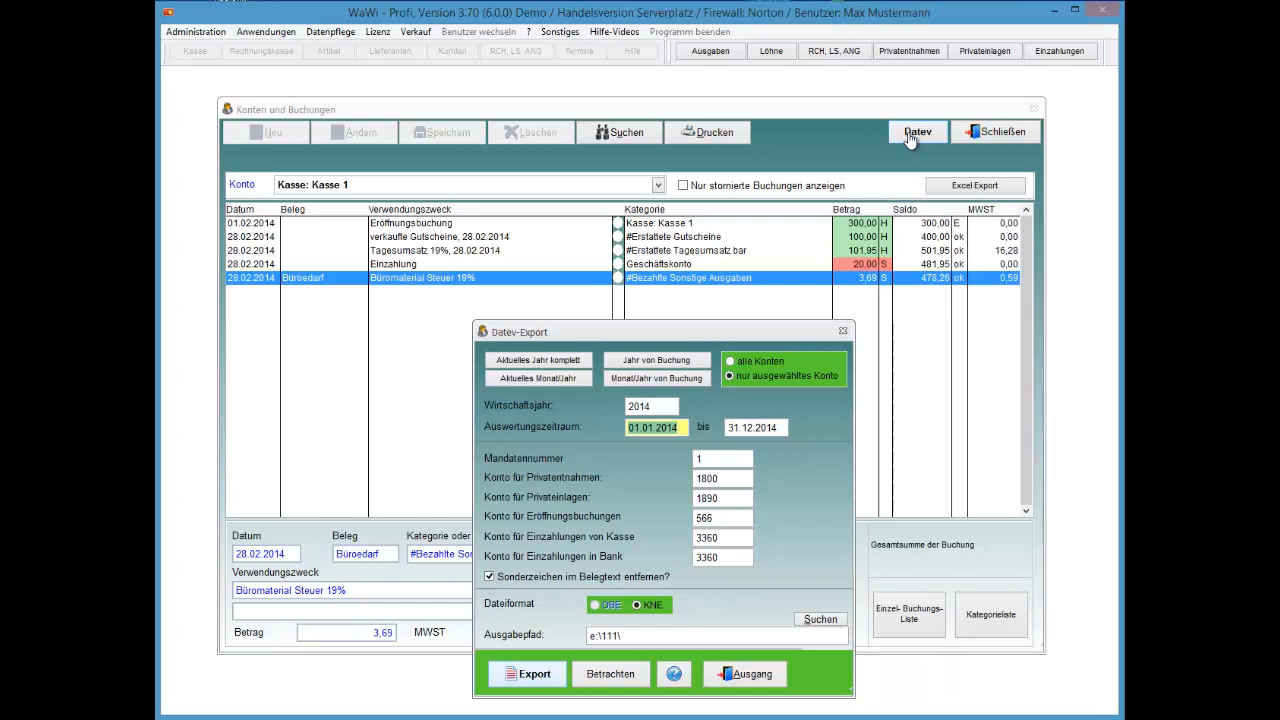 WaWi - Profi, Version 3.70 (6.0.0) Demo / Handelsversion Serverplatz / Firewall: Norton / Benutzer: Max Mustermann
Administration Anwendungen Datenpflege Lizenz Verkauf Benutzer wechseln ? Sonstiges Hilfe-Videos Programm beenden
Kasse Rechnungskasse Artikel Lieferanten Kunden RCH, LS, ANG Termine Hilfe Ausgaben Löhne RCH, LS, ANG Privatentnahmen Privateinlagen Einzahlungen
Konten und Buchungen
Neu Ändern Speichern Löschen Suchen Drucken Datev Schließen
Konto Kasse: Kasse 1 Nur stornierte Buchungen anzeigen Excel Export
Datum Beleg Verwendungszweck Kategorie Betrag Saldo MWST
01.02.2014 Eröffnungsbuchung Kasse: Kasse 1 300,00 H 300,00 E 0,00
28.02.2014 verkaufte Gutscheine, 28.02.2014 #Erstattete Gutscheine 100,00 H 400,00 ok 0,00
28.02.2014 Tagesumsatz 19%, 28.02.2014 #Erstattete Tagesumsatz bar 101,95 H 501,95 ok 16,28
28.02.2014 Einzahlung Geschäftskonto 20,00 S 481,95 ok 0,00
28.02.2014 Büroedarf Büromaterial Steuer 19% #Bezahlte Sonstige Ausgaben 3,69 S 478,26 ok 0,59
Datev-Export
Aktuelles Jahr komplett Jahr von Buchung alle Konten
Aktuelles Monat/Jahr Monat/Jahr von Buchung nur ausgewähltes Konto
Wirtschaftsjahr: 2014
Auswertungszeitraum: 01.01.2014 bis 31.12.2014
Mandatennummer 1
Konto für Privatentnahmen: 1800
Konto für Privateinlagen: 1890
Konto für Eröffnungsbuchungen 566
Konto für Einzahlungen von Kasse 3360
Konto für Einzahlungen in Bank 3360
Sonderzeichen im Belegtext entfernen?
Dateiformat OBE KNE
Suchen
Ausgabepfad: e:\111\
Export Betrachten ? Ausgang
Datum Beleg Kategorie oder
28.02.2014 Büroedarf #Bezahlte Son
Verwendungszweck
Büromaterial Steuer 19%
Betrag 3,69 MWST
Gesamtsumme der Buchung
Einzel- Buchungs-
Liste
Kategorieliste